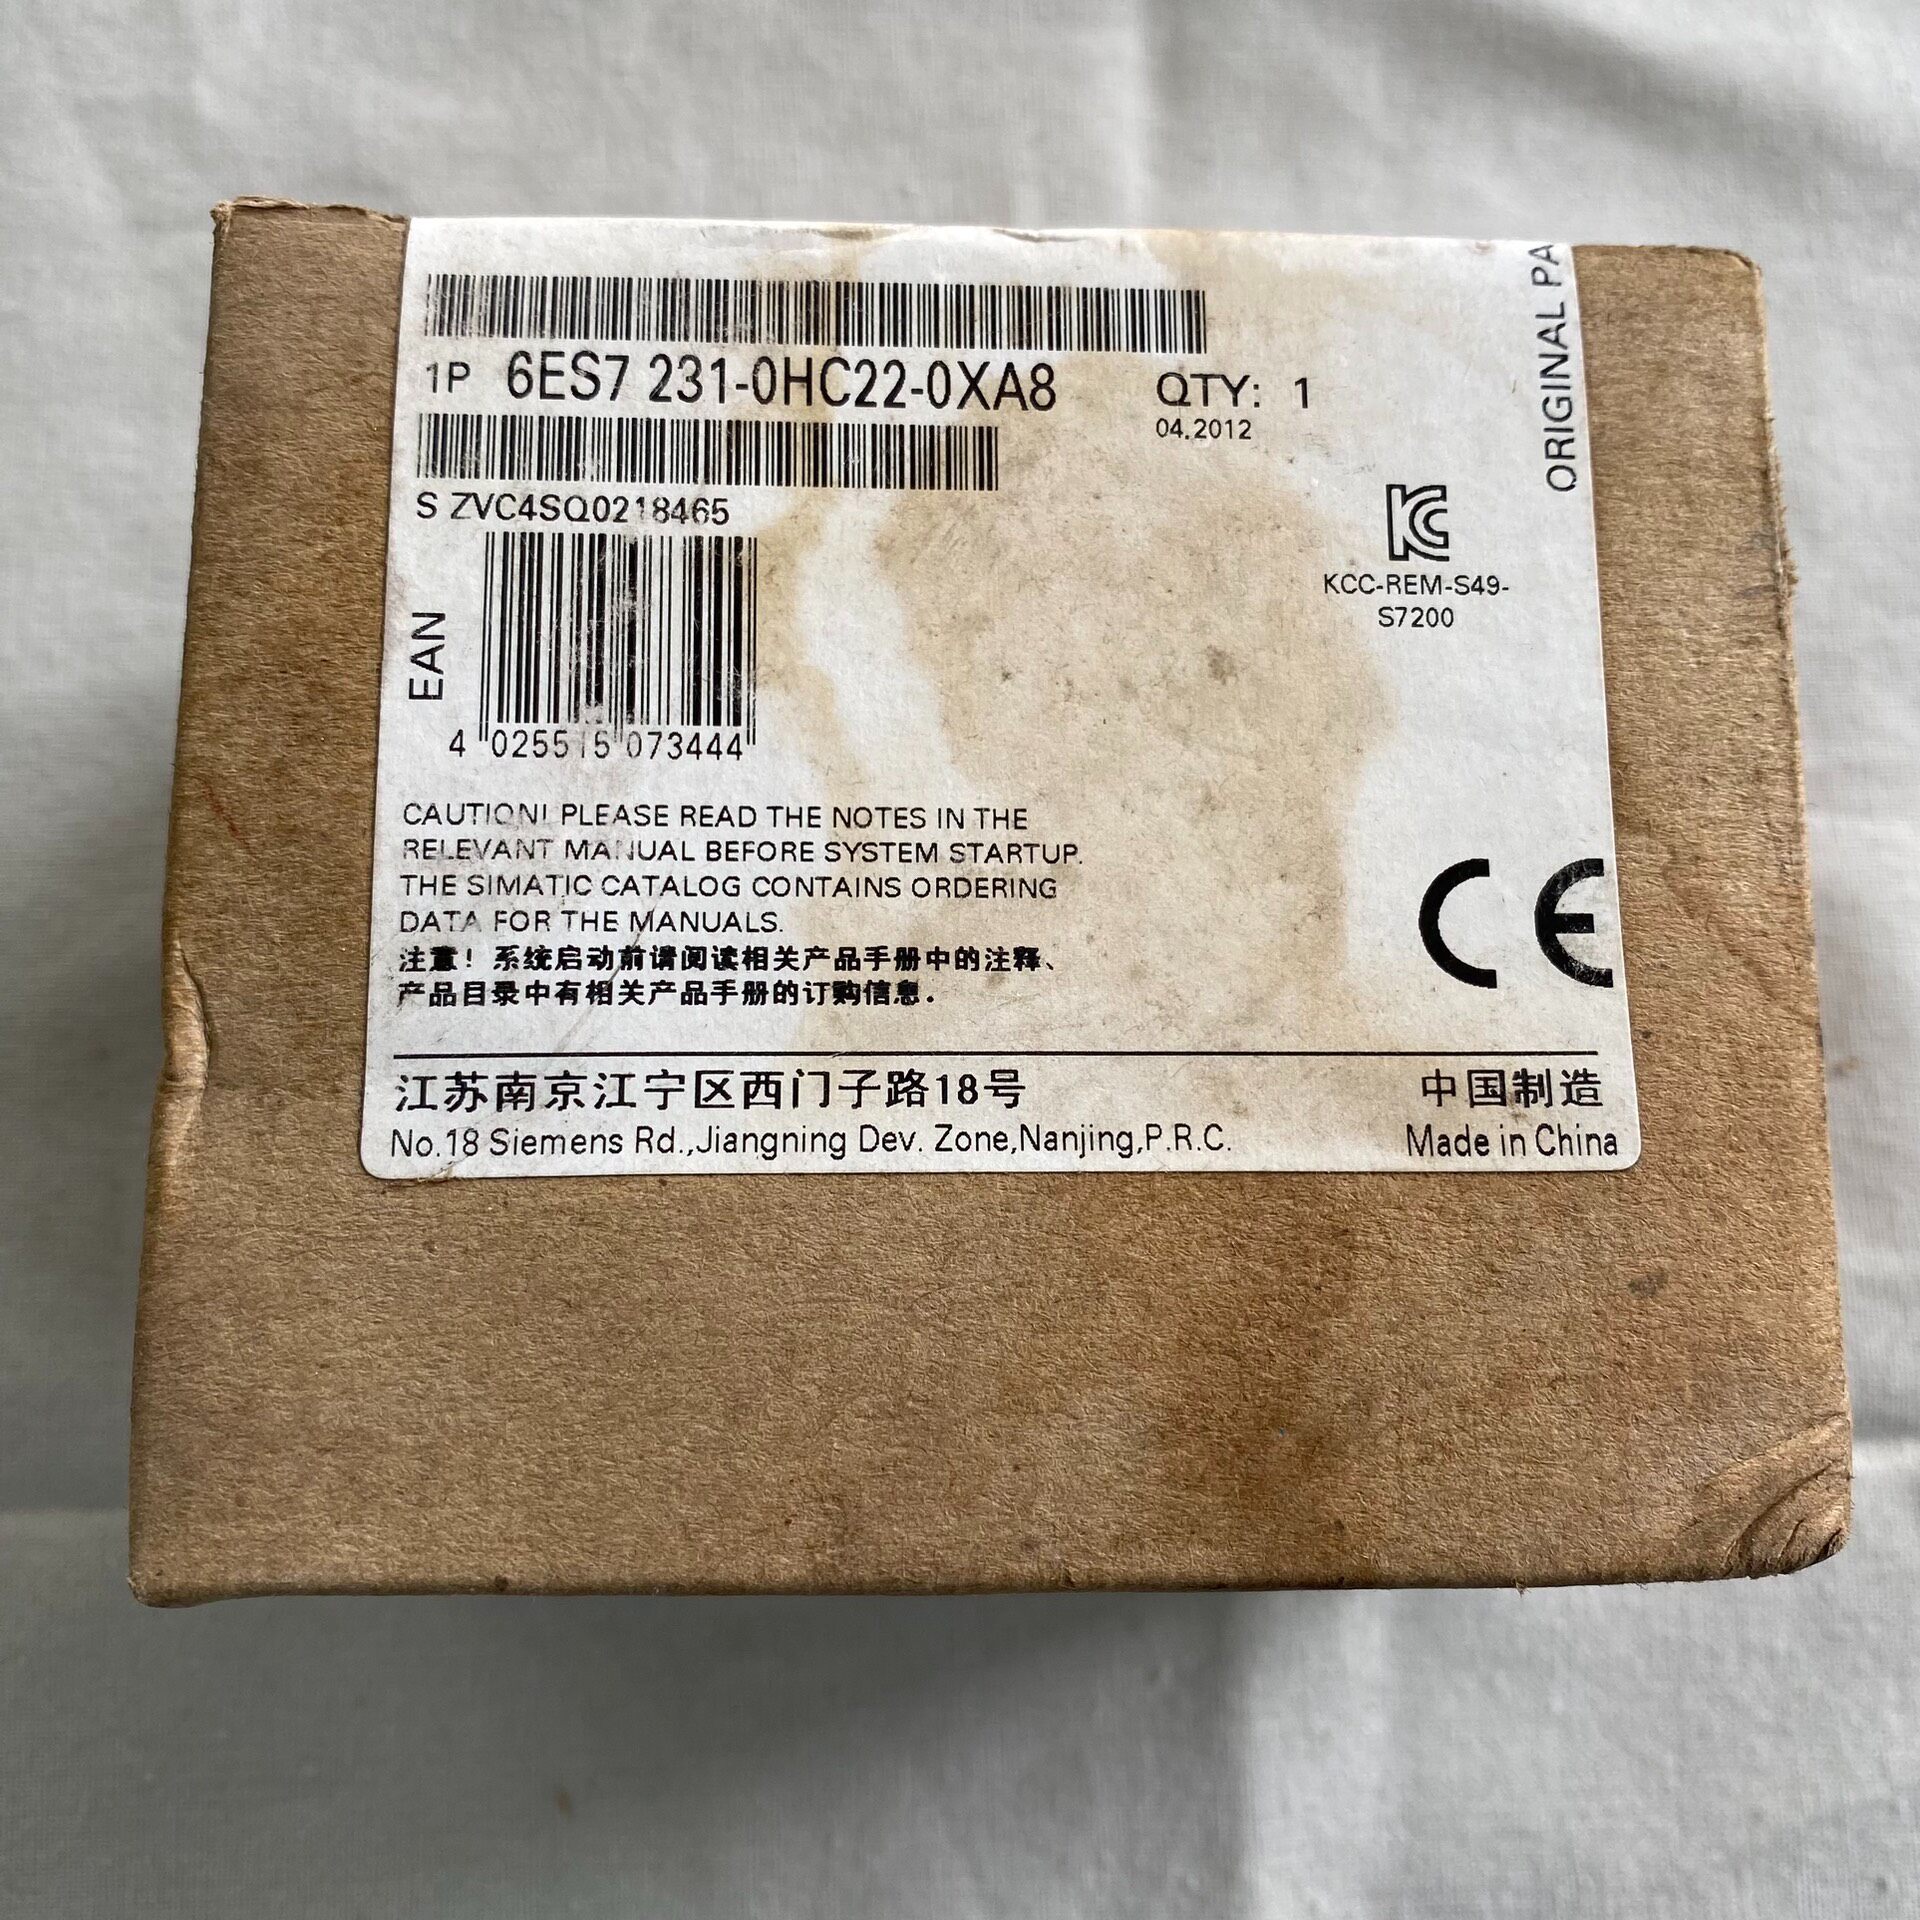 1P 6ES7 231-0HC22-0XA8
QTY: 1
04.2012
S ZVC4SQ0218465
ORIGINAL PA
KC
KCC-REM-S49-
S7200
EAN
4 025515 073444
CAUTION! PLEASE READ THE NOTES IN THE
RELEVANT MANUAL BEFORE SYSTEM STARTUP.
THE SIMATIC CATALOG CONTAINS ORDERING
DATA FOR THE MANUALS.
注意！系统启动前请阅读相关产品手册中的注释、
产品目录中有相关产品手册的订购信息.
CE
江苏南京江宁区西门子路18号
中国制造
No.18 Siemens Rd.,Jiangning Dev. Zone,Nanjing,P.R.C.
Made in China